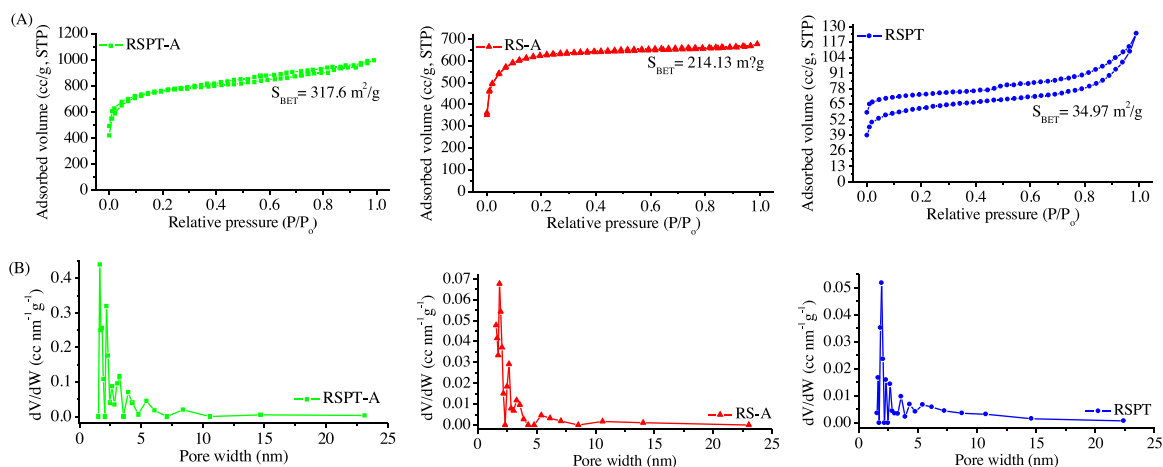 (A)
Adsorbed volume (cc/g, STP)
1200
1000
800
600
400
200
0
RSPT-A
S_BET = 317.6 m²/g
0.0 0.2 0.4 0.6 0.8 1.0
Relative pressure (P/P_o)
Adsorbed volume (cc/g, STP)
700
600
500
400
300
200
100
0
RS-A
S_BET = 214.13 m?g
0.0 0.2 0.4 0.6 0.8 1.0
Relative pressure (P/P_o)
Adsorbed volume (cc/g, STP)
130
117
104
91
78
65
52
39
26
13
0
RSPT
S_BET = 34.97 m²/g
0.0 0.2 0.4 0.6 0.8 1.0
Relative pressure (P/P_o)
(B)
dV/dW (cc nm⁻¹g⁻¹)
0.4
0.3
0.2
0.1
0.0
RSPT-A
0 5 10 15 20 25
Pore width (nm)
dV/dW (cc nm⁻¹g⁻¹)
0.07
0.06
0.05
0.04
0.03
0.02
0.01
0.00
RS-A
0 5 10 15 20 25
Pore width (nm)
dV/dW (cc nm⁻¹g⁻¹)
0.05
0.04
0.03
0.02
0.01
0.00
RSPT
0 5 10 15 20 25
Pore width (nm)